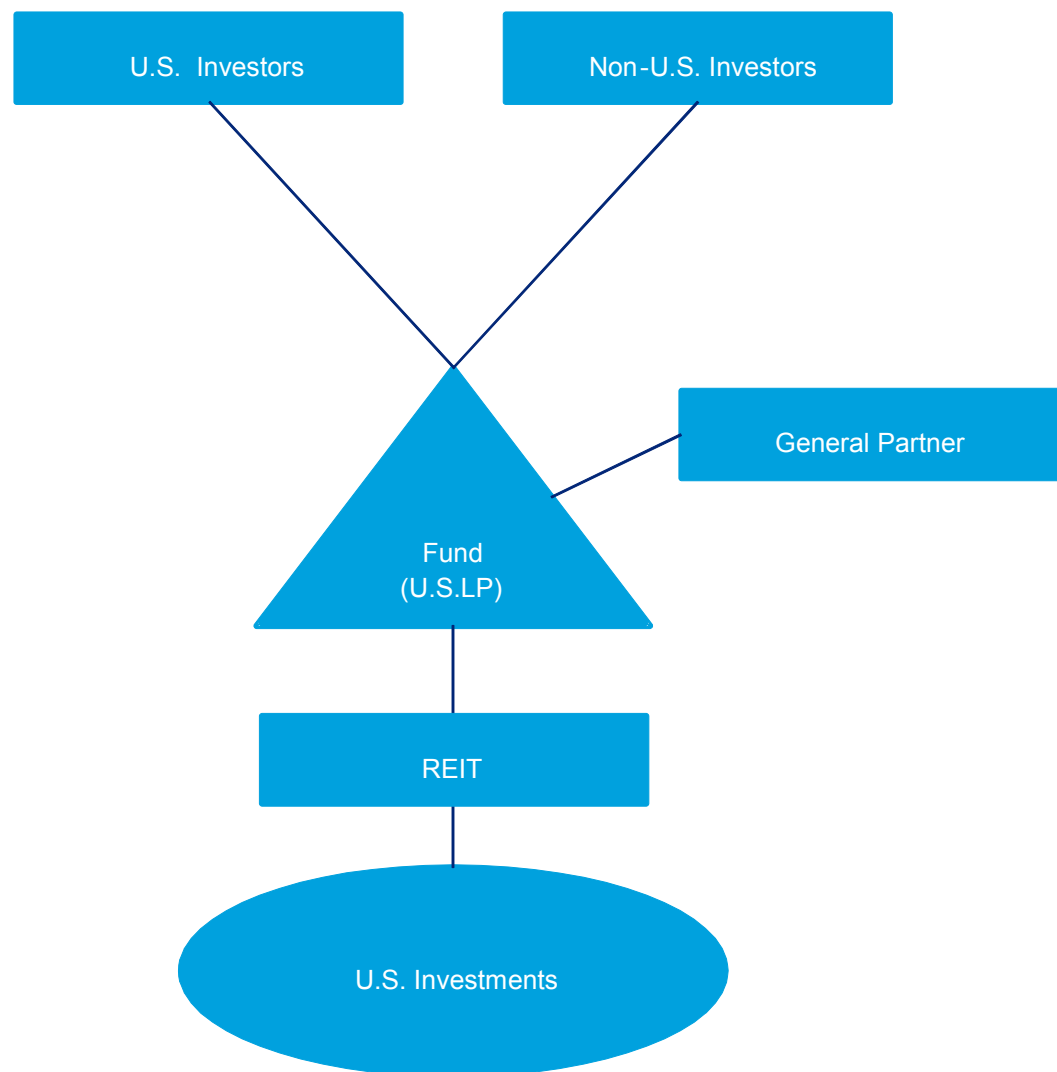 U.S. Investors
Non-U.S. Investors
General Partner
Fund
(U.S.LP)
REIT
U.S. Investments